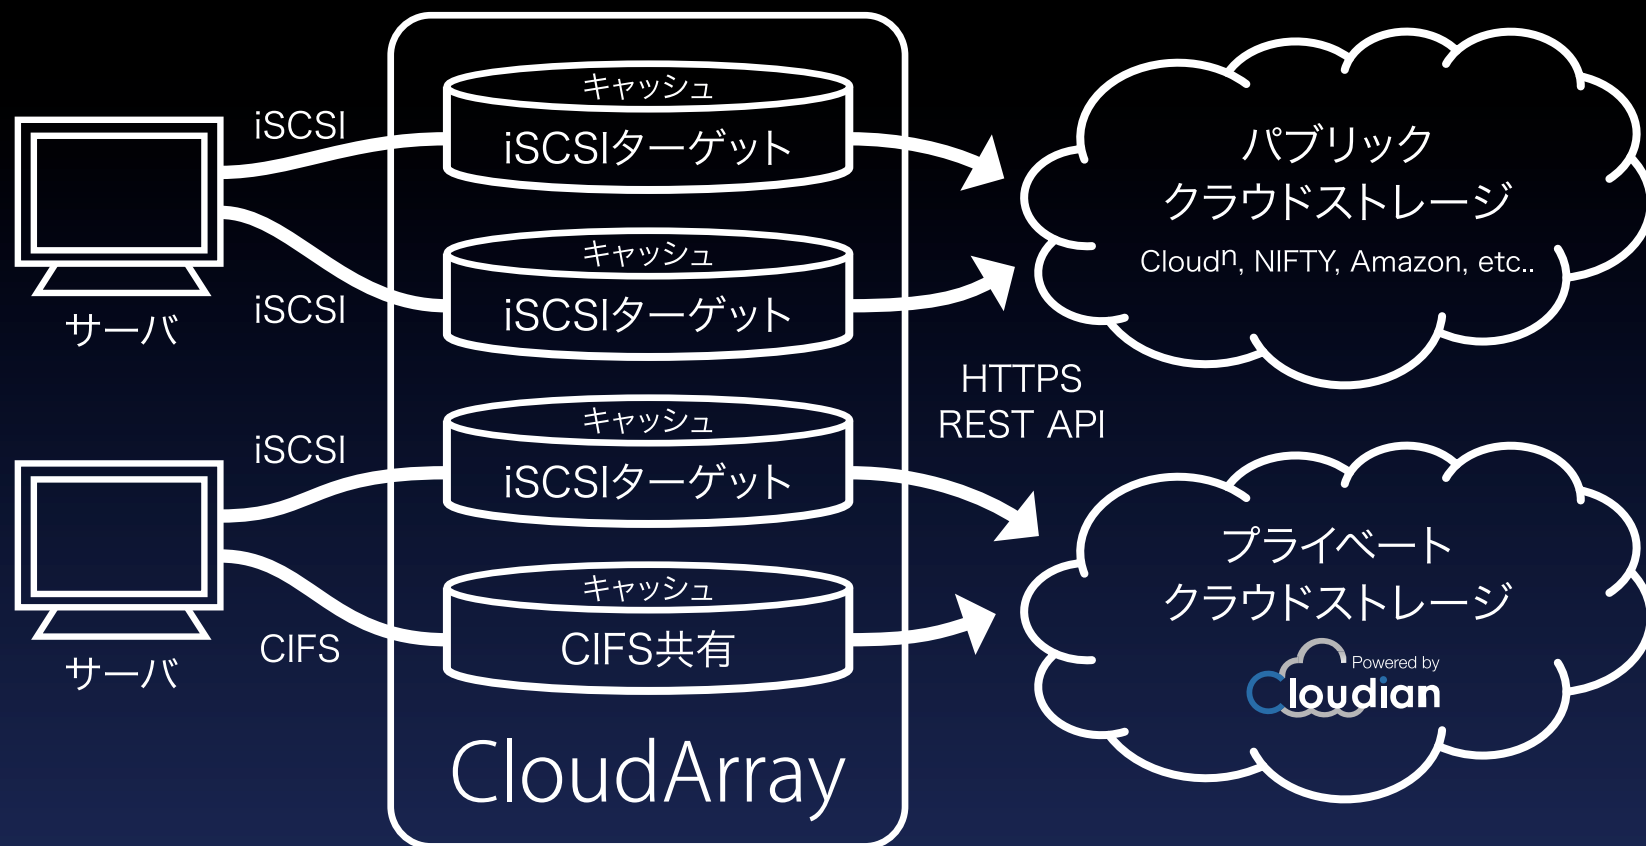 iSCSI
iSCSI
サーバ
iSCSI
CIFS
サーバ
キャッシュ
iSCSIターゲット
キャッシュ
iSCSIターゲット
キャッシュ
iSCSIターゲット
キャッシュ
CIFS共有
CloudArray
HTTPS
REST API
パブリック
クラウドストレージ
Cloudⁿ, NIFTY, Amazon, etc..
プライベート
クラウドストレージ
Powered by
Cloudian